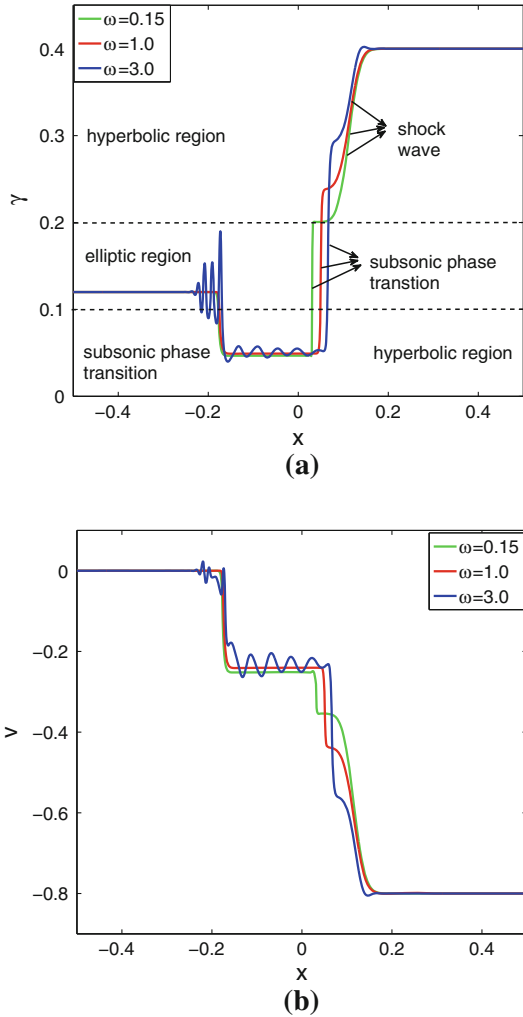 ω=0.15
ω=1.0
ω=3.0
0.4
0.3
0.2
0.1
0
γ
hyperbolic region
shock
wave
elliptic region
subsonic phase
transtion
subsonic phase
transition
hyperbolic region
−0.4
−0.2
0
0.2
0.4
x
(a)
ω=0.15
ω=1.0
ω=3.0
0
−0.2
−0.4
−0.6
−0.8
v
−0.4
−0.2
0
0.2
0.4
x
(b)